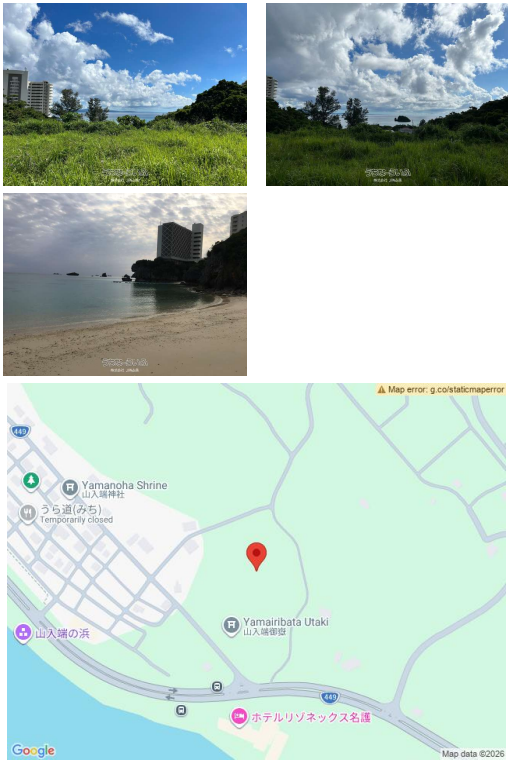 449
Yamanoha Shrine
山入端神社
うら道(みち)
Temporarily closed
山入端の浜
Yamairibata Utaki
山入端御嶽
449
ホテルリゾネックス名護
Google
Map data ©2026
Map error: g.co/staticmaperror